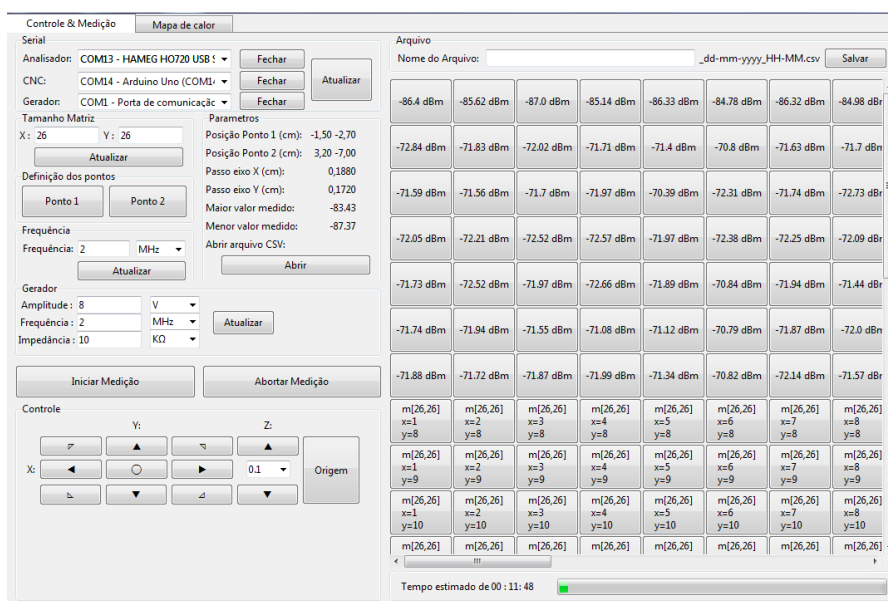 Controle & Medição
Mapa de calor
Serial
Analisador: COM13 - HAMEG HO720 USB S Fechar
CNC: COM14 - Arduino Uno (COM14 Fechar
Gerador: COM1 - Porta de comunicação Fechar
Atualizar
Tamanho Matriz
X: 26 Y: 26
Atualizar
Definição dos pontos
Ponto 1 Ponto 2
Frequência
Frequência: 2 MHz
Atualizar
Parametros
Posição Ponto 1 (cm): -1,50 -2,70
Posição Ponto 2 (cm): 3,20 -7,00
Passo eixo X (cm): 0,1880
Passo eixo Y (cm): 0,1720
Maior valor medido: -83.43
Menor valor medido: -87.37
Abrir arquivo CSV:
Abrir
Gerador
Amplitude : 8 V
Frequência : 2 MHz
Impedância : 10 KΩ
Atualizar
Iniciar Medição Abortar Medição
Controle
Y: Z:
X: 0.1 Origem
Arquivo
Nome do Arquivo: _dd-mm-yyyy_HH-MM.csv Salvar
-86.4 dBm -85.62 dBm -87.0 dBm -85.14 dBm -86.33 dBm -84.78 dBm -86.32 dBm -84.98 dBr
-72.84 dBm -71.83 dBm -72.02 dBm -71.71 dBm -71.4 dBm -70.8 dBm -71.63 dBm -71.7 dBm
-71.59 dBm -71.56 dBm -71.7 dBm -71.97 dBm -70.39 dBm -72.31 dBm -71.74 dBm -72.73 dBr
-72.05 dBm -72.21 dBm -72.52 dBm -72.57 dBm -71.97 dBm -72.38 dBm -72.25 dBm -72.09 dBr
-71.73 dBm -72.52 dBm -71.97 dBm -72.66 dBm -71.89 dBm -70.84 dBm -71.94 dBm -71.44 dBr
-71.74 dBm -71.94 dBm -71.55 dBm -71.08 dBm -71.12 dBm -70.79 dBm -71.87 dBm -72.0 dBm
-71.88 dBm -71.72 dBm -71.87 dBm -71.99 dBm -71.34 dBm -70.82 dBm -72.14 dBm -71.57 dBr
m[26,26] m[26,26] m[26,26] m[26,26] m[26,26] m[26,26] m[26,26] m[26,26]
x=1 x=2 x=3 x=4 x=5 x=6 x=7 x=8
y=8 y=8 y=8 y=8 y=8 y=8 y=8 y=8
m[26,26] m[26,26] m[26,26] m[26,26] m[26,26] m[26,26] m[26,26] m[26,26]
x=1 x=2 x=3 x=4 x=5 x=6 x=7 x=8
y=9 y=9 y=9 y=9 y=9 y=9 y=9 y=9
m[26,26] m[26,26] m[26,26] m[26,26] m[26,26] m[26,26] m[26,26] m[26,26]
x=1 x=2 x=3 x=4 x=5 x=6 x=7 x=8
y=10 y=10 y=10 y=10 y=10 y=10 y=10 y=10
m[26,26] m[26,26] m[26,26] m[26,26] m[26,26] m[26,26] m[26,26] m[26,26]
Tempo estimado de 00 : 11: 48